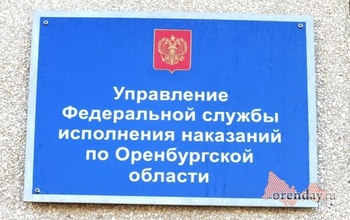 Управление
Федеральной службы
исполнения наказаний
по Оренбургской
области
orenday.ru